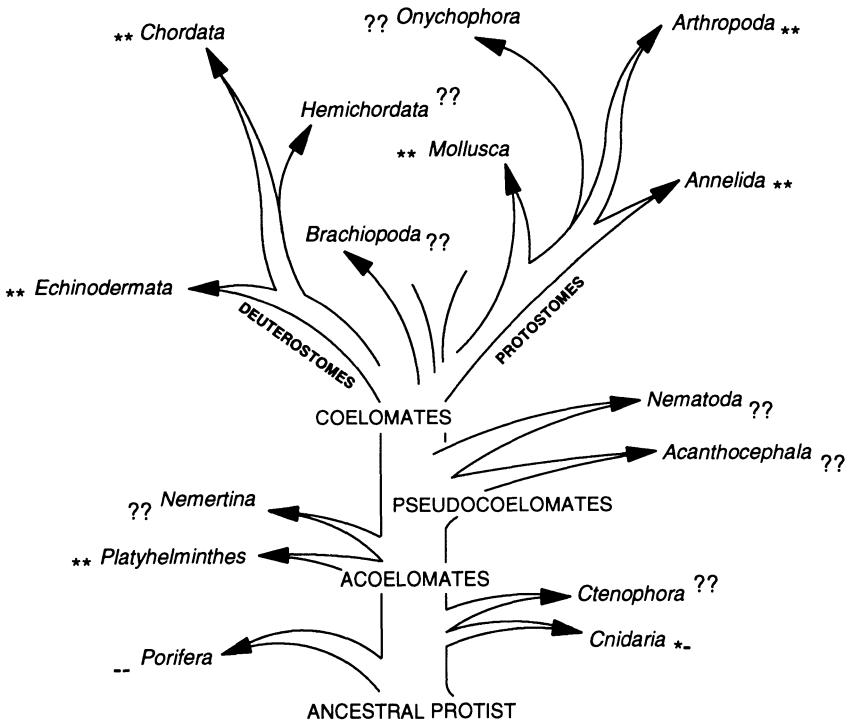 ?? Onychophora
Arthropoda **
** Chordata
Hemichordata ??
** Mollusca
Annelida **
Brachiopoda ??
** Echinodermata
DEUTEROSTOMES
PROTOSTOMES
COELOMATES
Nematoda ??
Acanthocephala ??
?? Nemertina
PSEUDOCOELOMATES
** Platyhelminthes
ACOELOMATES
Ctenophora ??
Cnidaria *-
-- Porifera
ANCESTRAL PROTIST